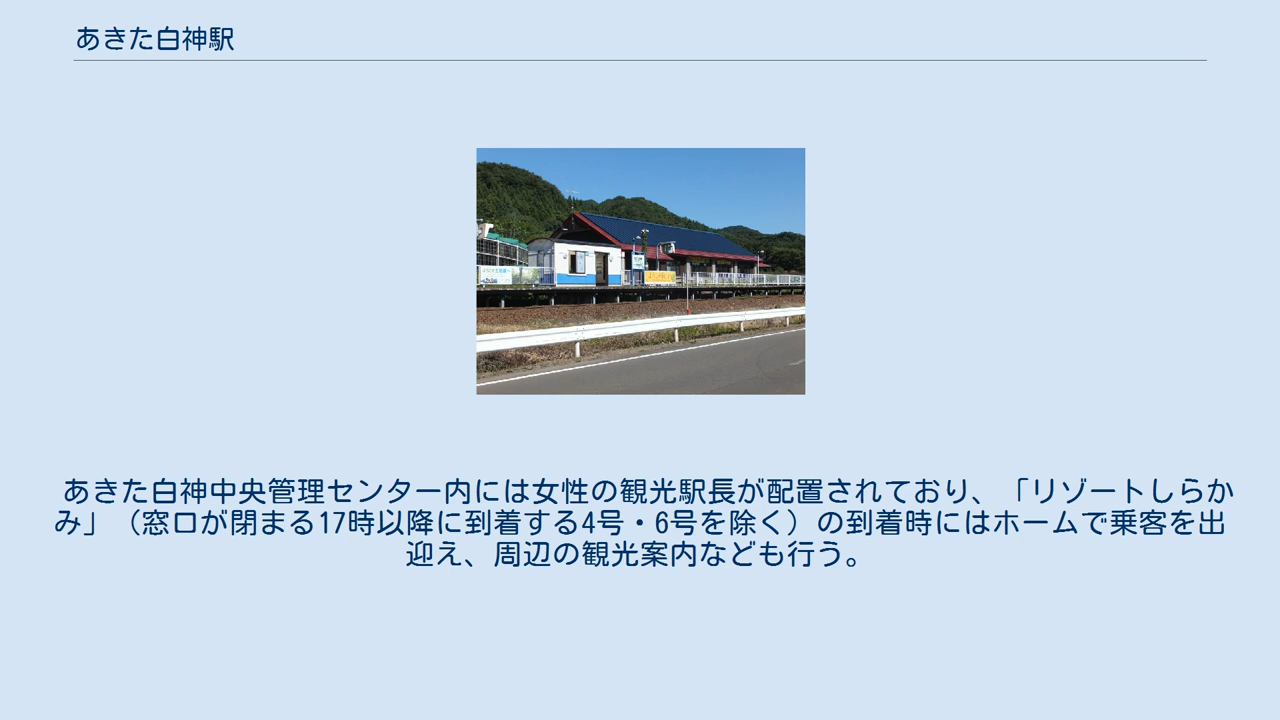 あきた白神駅
あきた白神中央管理センター内には女性の観光駅長が配置されており、「リゾートしらか
み」（窓口が閉まる17時以降に到着する4号・6号を除く）の到着時にはホームで乗客を出
迎え、周辺の観光案内なども行う。